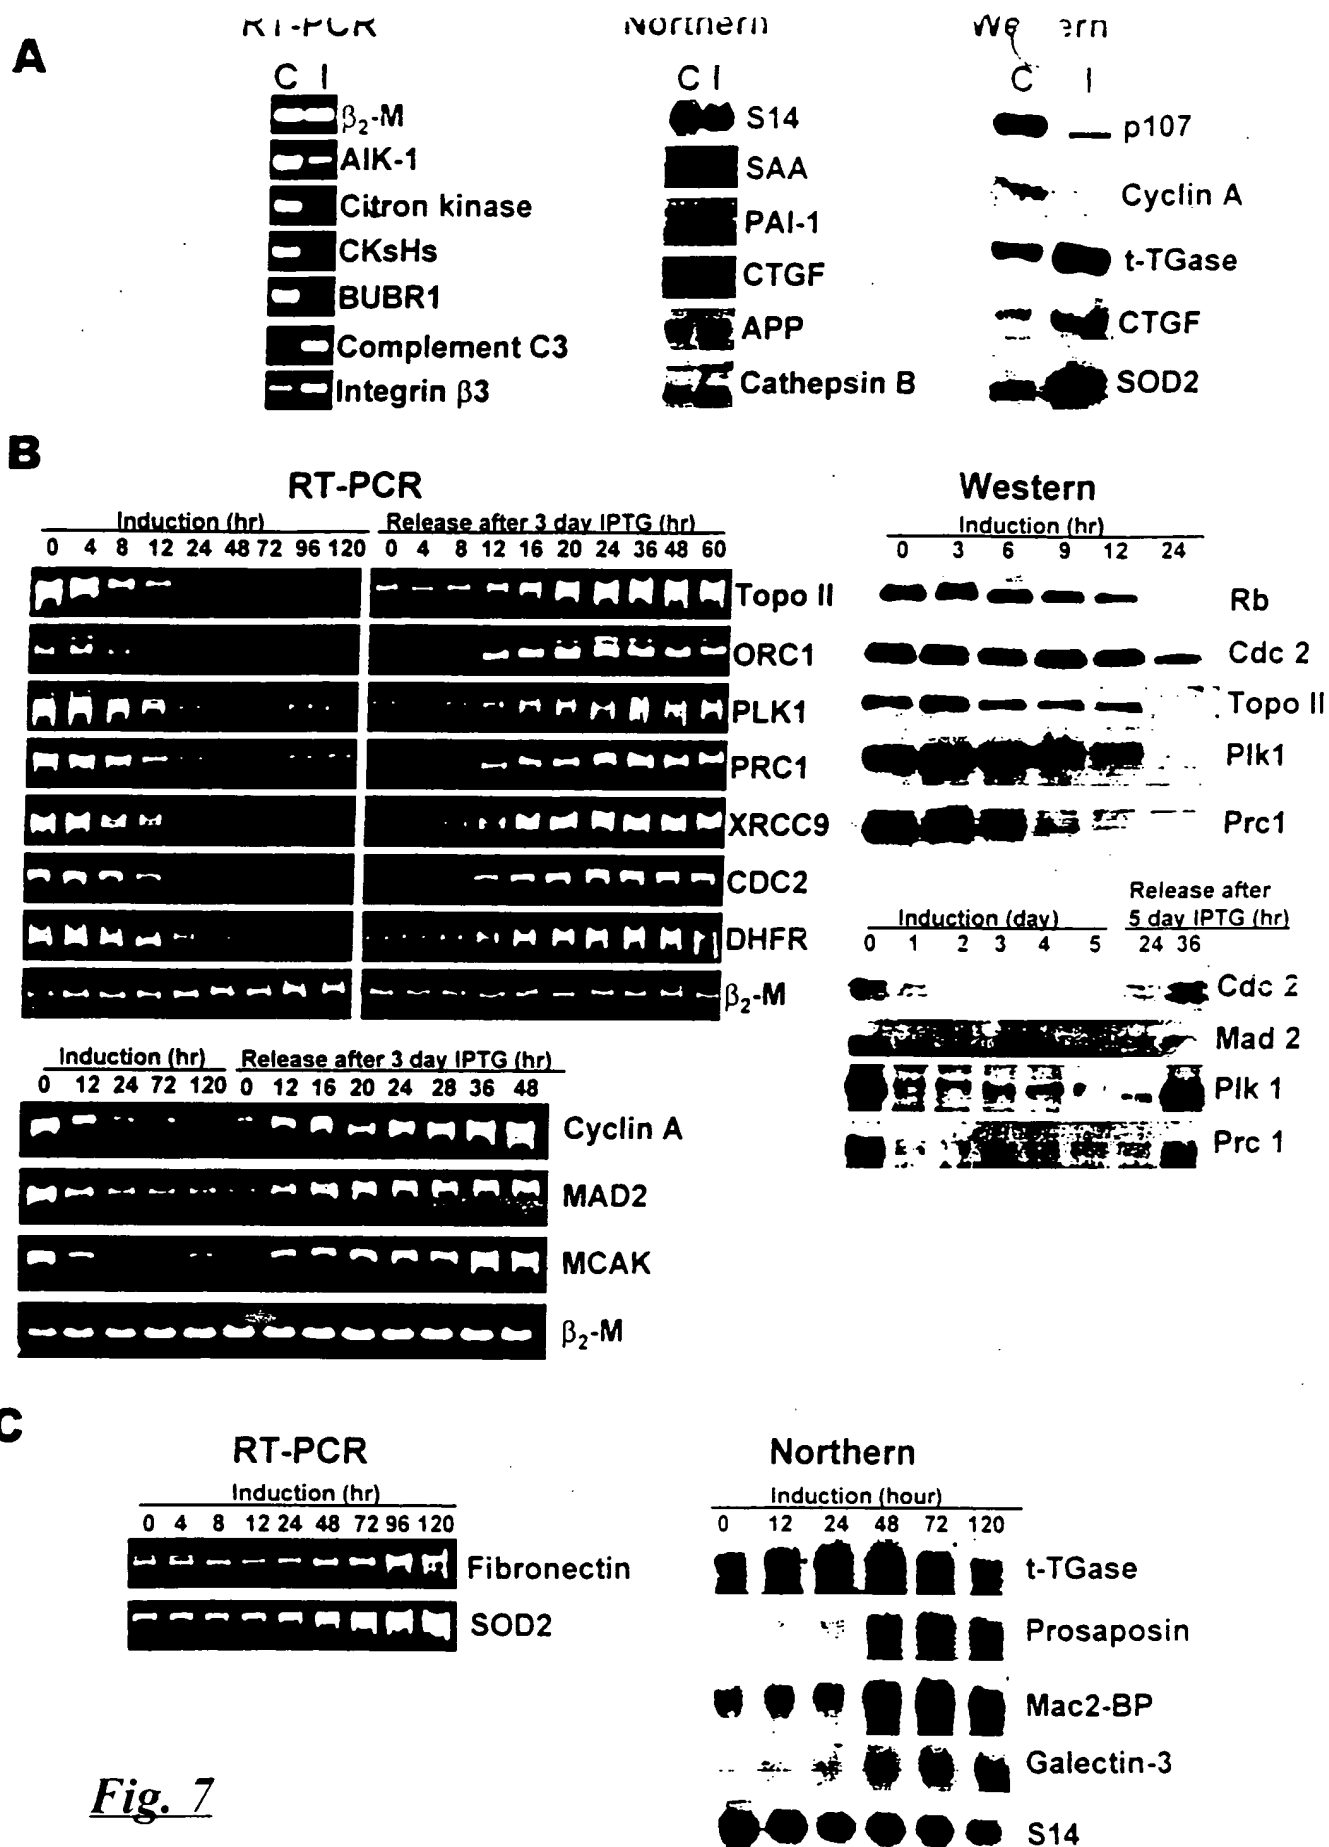 RT-PCR Northern Western
A
C I C I C I
β2-M S14 p107
AIK-1 SAA Cyclin A
Citron kinase PAI-1 t-TGase
CKsHs CTGF CTGF
BUBR1 APP SOD2
Complement C3 Cathepsin B
Integrin β3
B
RT-PCR
Induction (hr) Release after 3 day IPTG (hr)
0 4 8 12 24 48 72 96 120 0 4 8 12 16 20 24 36 48 60
Topo II
ORC1
PLK1
PRC1
XRCC9
CDC2
DHFR
β2-M
Induction (hr) Release after 3 day IPTG (hr)
0 12 24 72 120 0 12 16 20 24 28 36 48
Cyclin A
MAD2
MCAK
β2-M
Western
Induction (hr)
0 3 6 9 12 24
Rb
Cdc 2
Topo II
Plk1
Prc1
Release after
Induction (day) 5 day IPTG (hr)
0 1 2 3 4 5 24 36
Cdc 2
Mad 2
Plk 1
Prc 1
C
RT-PCR
Induction (hr)
0 4 8 12 24 48 72 96 120
Fibronectin
SOD2
Northern
Induction (hour)
0 12 24 48 72 120
t-TGase
Prosaposin
Mac2-BP
Galectin-3
S14
Fig. 7